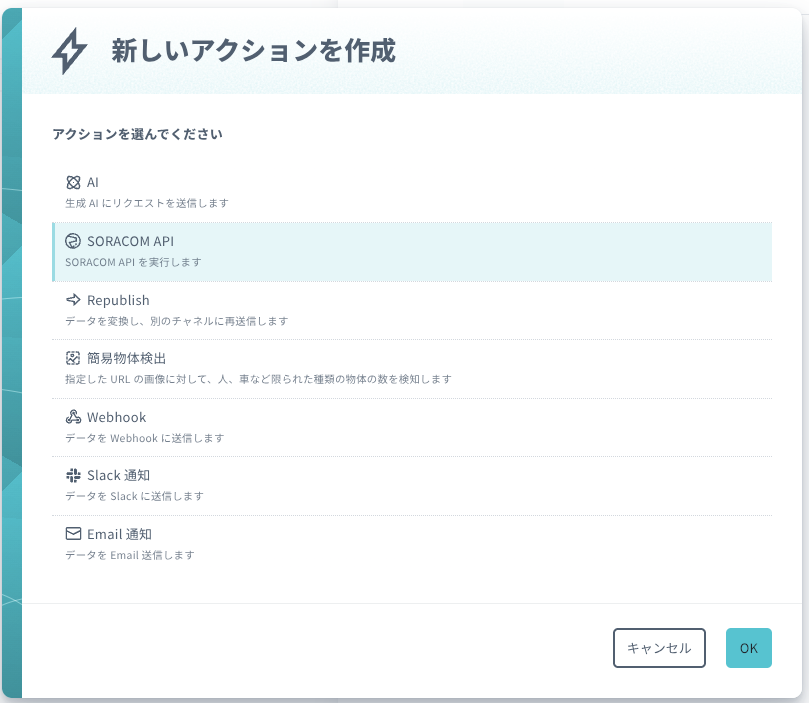 新しいアクションを作成
アクションを選んでください
AI
生成 AI にリクエストを送信します
SORACOM API
SORACOM API を実行します
Republish
データを変換し、別のチャネルに再送信します
簡易物体検出
指定した URL の画像に対して、人、車など限られた種類の物体の数を検知します
Webhook
データを Webhook に送信します
Slack 通知
データを Slack に送信します
Email 通知
データを Email 送信します
キャンセル
OK